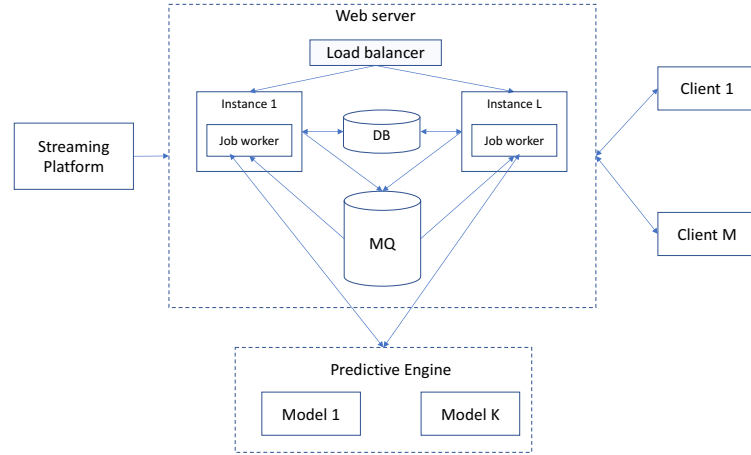 Web server
Load balancer
Instance 1
Job worker
DB
Instance L
Job worker
MQ
Streaming
Platform
Client 1
Client M
Predictive Engine
Model 1
Model K